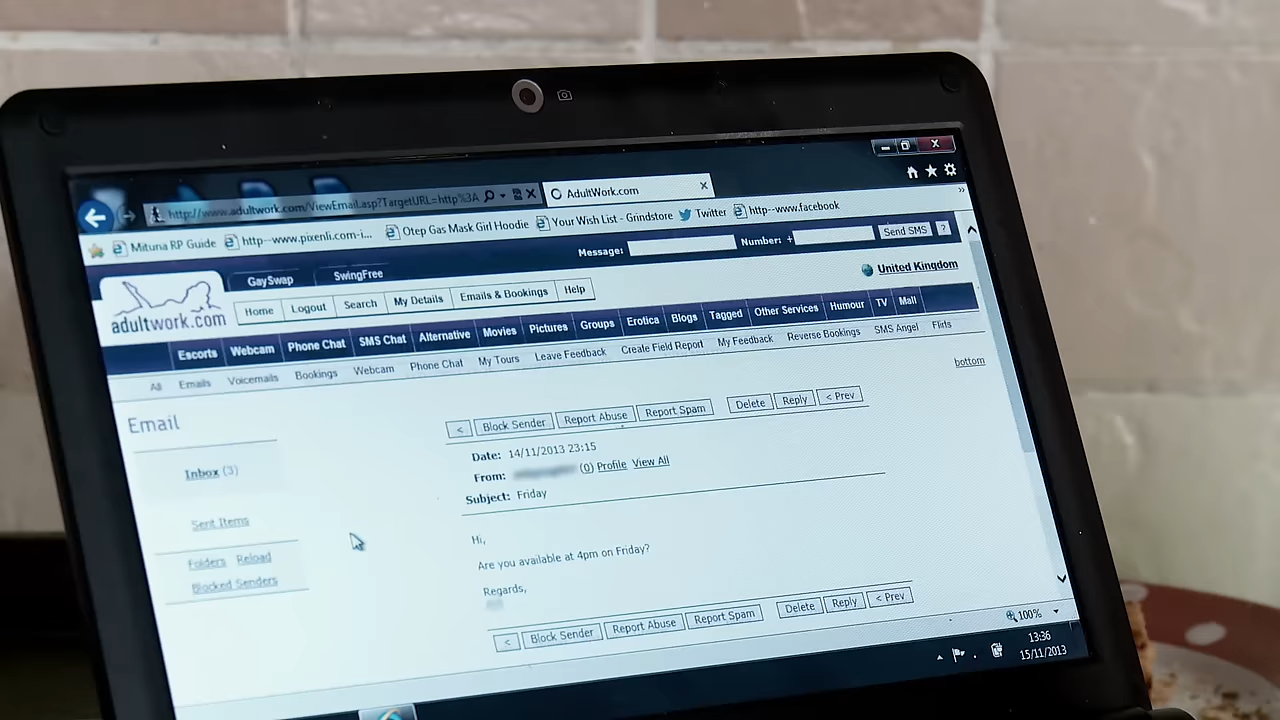 http://www.adultwork.com/ViewEmail.asp?TargetURL=http%3A
AdultWork.com
Mituna RP Guide http--www.pixenli.com-i... Otep Gas Mask Girl Hoodie Your Wish List - Grindstore Twitter http--www.facebook
Message: Number: + Send SMS ?
GaySwap SwingFree
United Kingdom
adultwork.com
Home Logout Search My Details Emails & Bookings Help
Escorts Webcam Phone Chat SMS Chat Alternative Movies Pictures Groups Erotica Blogs Tagged Other Services Humour TV Mall
All Emails Voicemails Bookings Webcam Phone Chat My Tours Leave Feedback Create Field Report My Feedback Reverse Bookings SMS Angel Flirts
bottom
Email
< Block Sender Report Abuse Report Spam Delete Reply < Prev
Inbox (3)
Sent Items
Folders Reload
Blocked Senders
Date: 14/11/2013 23:15
From: (0) Profile View All
Subject: Friday
Hi,
Are you available at 4pm on Friday?
Regards,
< Block Sender Report Abuse Report Spam Delete Reply < Prev
100%
13:36
15/11/2013